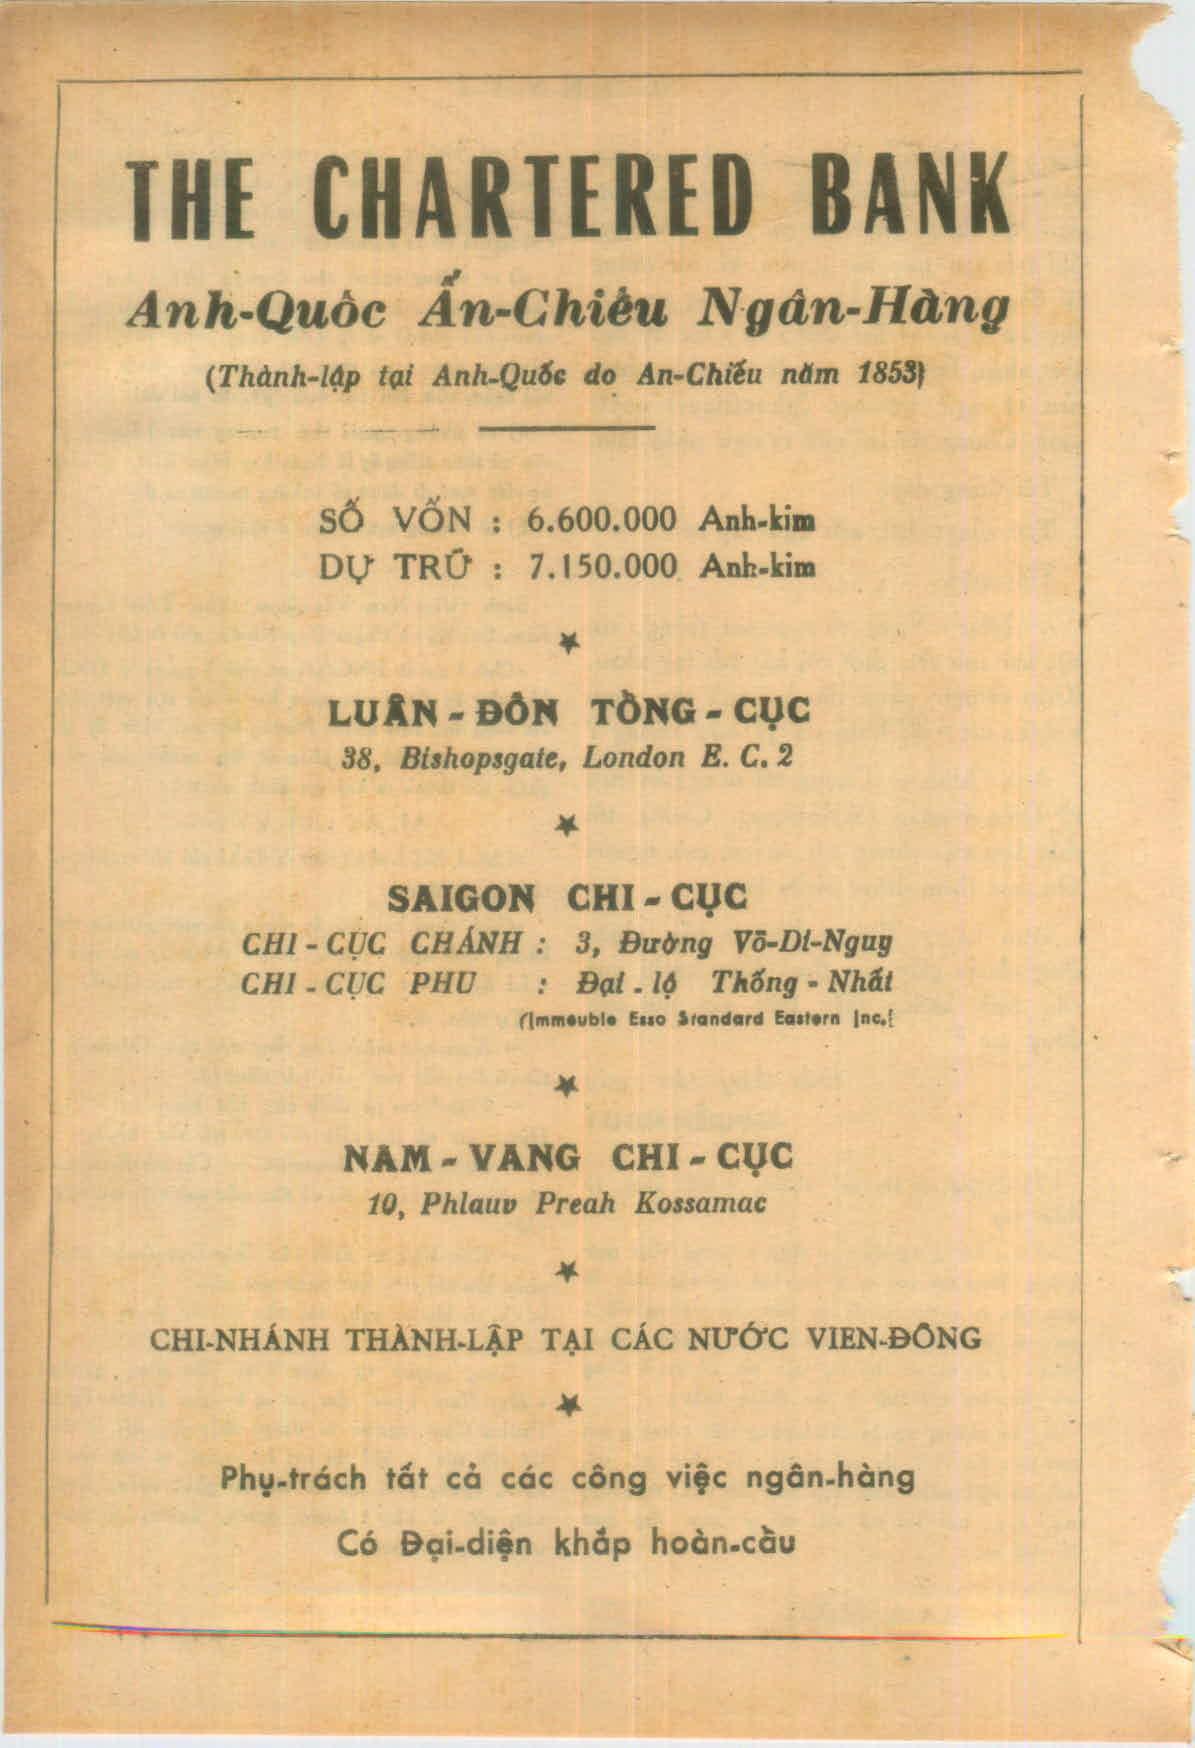 THE CHARTERED BANK
Anh-Quôc Ấn-Chiếu Ngân-Hàng
(Thành-lập tại Anh-Quốc do An-Chiếu năm 1853)
SỐ VỐN : 6.600.000 Anh-kim
DỰ TRỮ : 7.150.000 Anh-kim
LUÂN - ĐÔN TỔNG - CỤC
38, Bishopsgate, London E. C. 2
SAIGON CHI - CỤC
CHI - CỤC CHÁNH : 3, Đường Võ-Di-Nguy
CHI - CỤC PHU : Đại - lộ Thống - Nhất
(Immeuble Esso Standard Eastern Inc.)
NAM - VANG CHI - CỤC
10, Phlauv Preah Kossamac
CHI-NHÁNH THÀNH-LẬP TẠI CÁC NƯỚC VIEN-ĐÔNG
Phụ-trách tất cả các công việc ngân-hàng
Có Đại-diện khắp hoàn-cầu